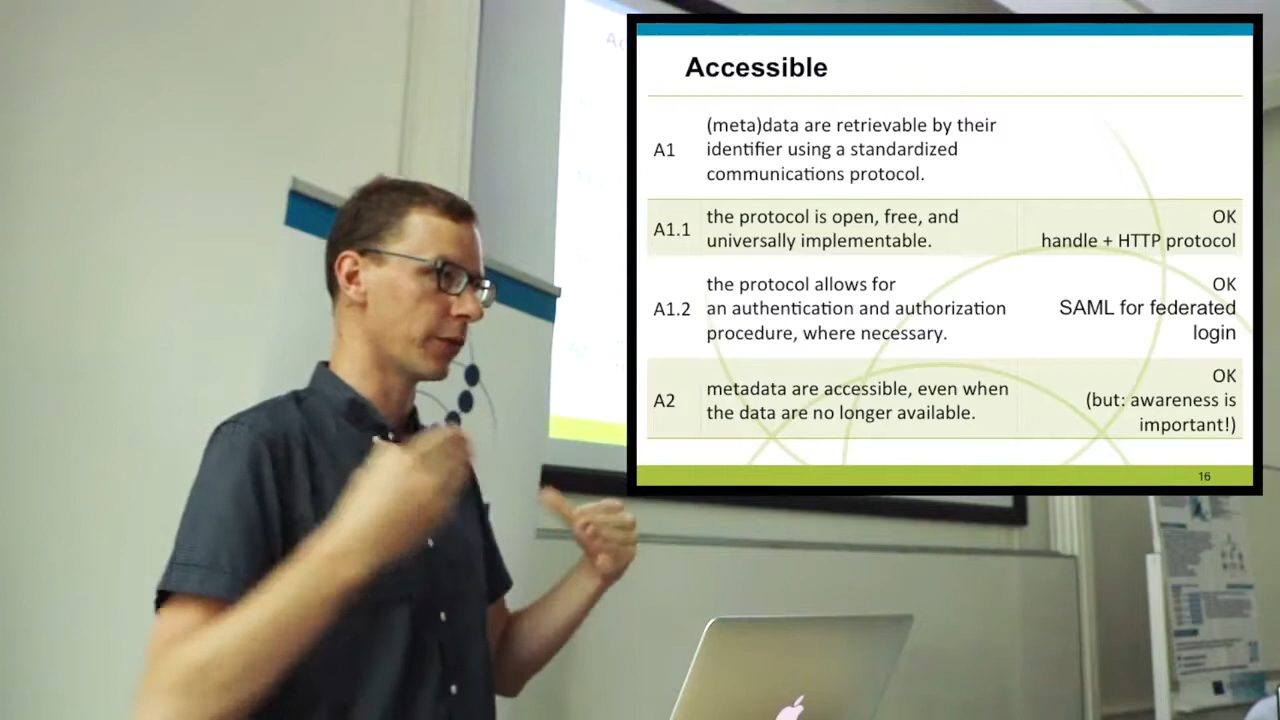 Accessible
A1
(meta)data are retrievable by their
identifier using a standardized
communications protocol.
A1.1
the protocol is open, free, and
universally implementable.
OK
handle + HTTP protocol
A1.2
the protocol allows for
an authentication and authorization
procedure, where necessary.
OK
SAML for federated
login
A2
metadata are accessible, even when
the data are no longer available.
OK
(but: awareness is
important!)
16